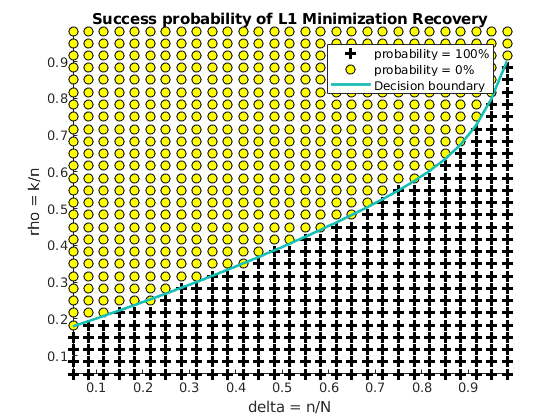 Success probability of L1 Minimization Recovery
probability = 100%
probability = 0%
Decision boundary
rho = k/n
0.9
0.8
0.7
0.6
0.5
0.4
0.3
0.2
0.1
0.1 0.2 0.3 0.4 0.5 0.6 0.7 0.8 0.9
delta = n/N